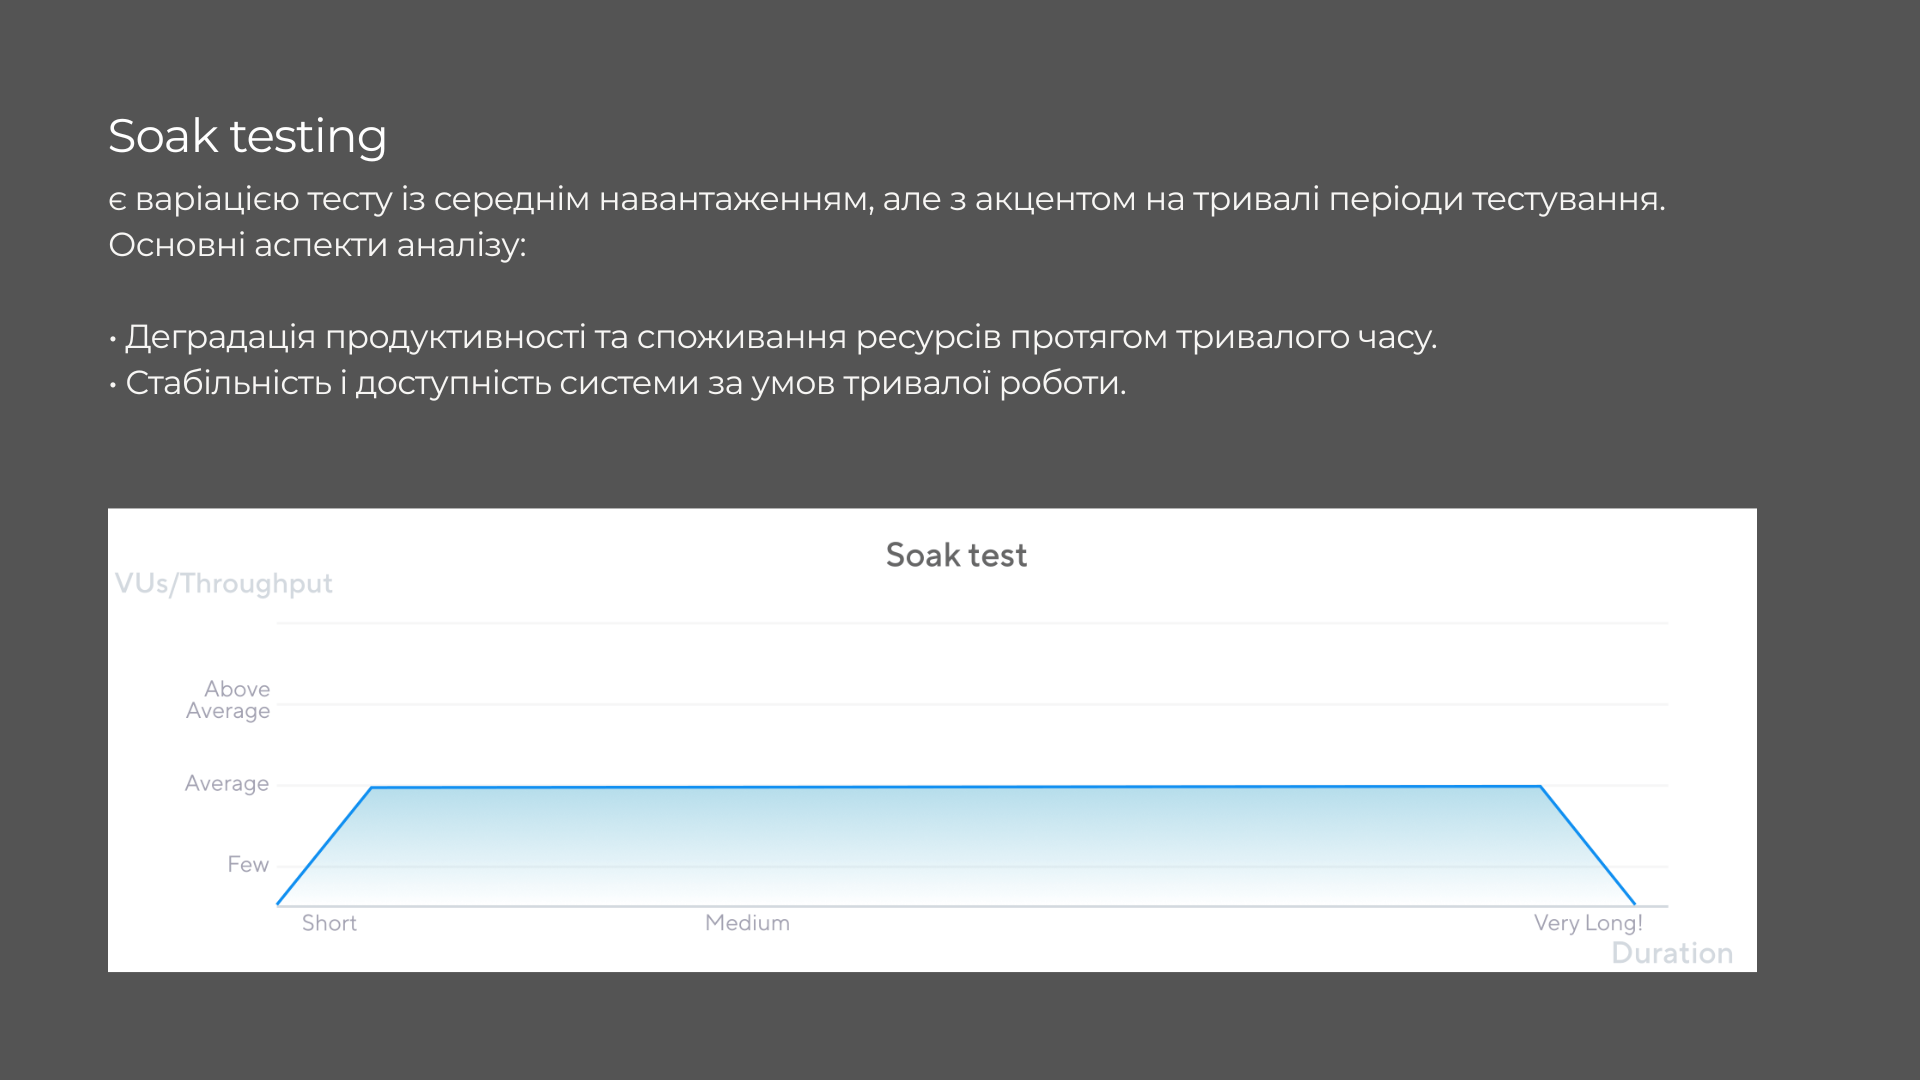 Soak testing
є варіацією тесту із середнім навантаженням, але з акцентом на тривалі періоди тестування.
Основні аспекти аналізу:
• Деградація продуктивності та споживання ресурсів протягом тривалого часу.
• Стабільність і доступність системи за умов тривалої роботи.
Soak test
VUs/Throughput
Above
Average
Average
Few
Short
Medium
Very Long!
Duration